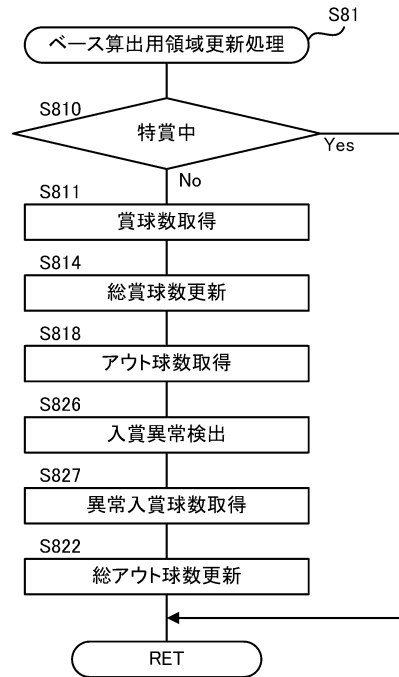 S81
ベース算出用領域更新処理
S810
特賞中
Yes
No
S811
賞球数取得
S814
総賞球数更新
S818
アウト球数取得
S826
入賞異常検出
S827
異常入賞球数取得
S822
総アウト球数更新
RET